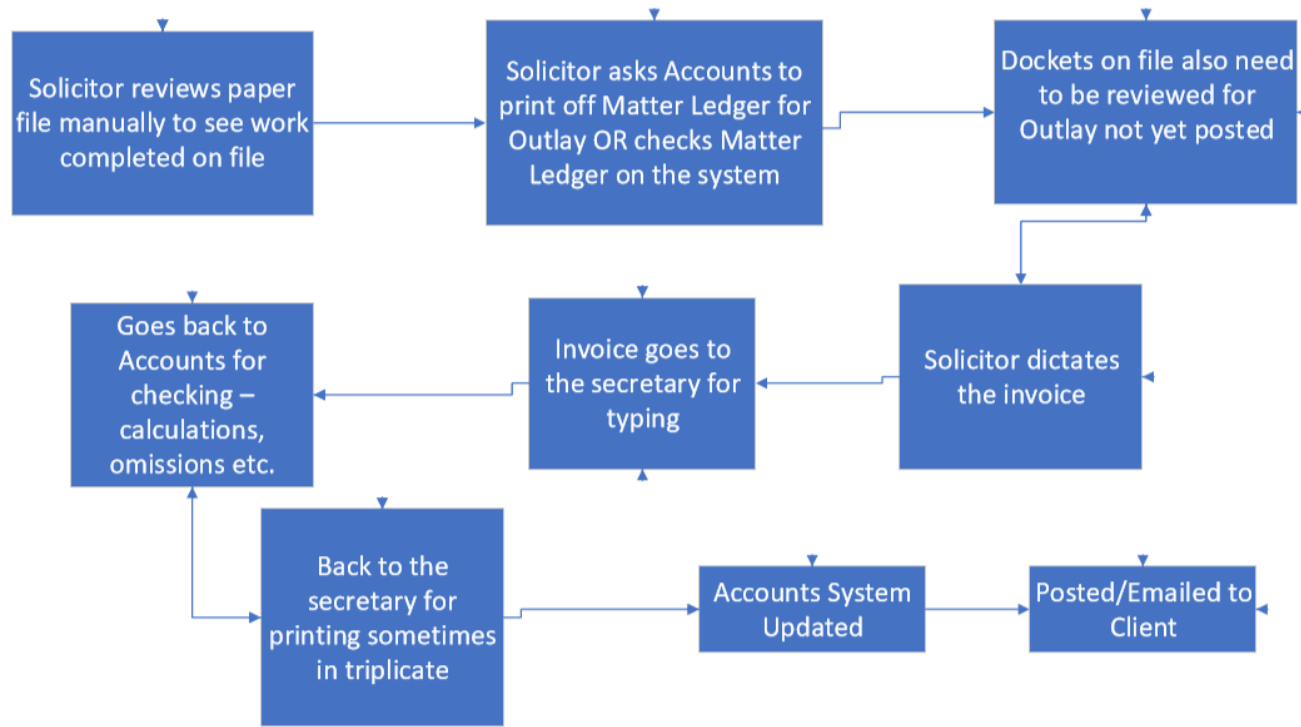 Solicitor reviews paper
file manually to see work
completed on file
Solicitor asks Accounts to
print off Matter Ledger for
Outlay OR checks Matter
Ledger on the system
Dockets on file also need
to be reviewed for
Outlay not yet posted
Solicitor dictates
the invoice
Invoice goes to
the secretary for
typing
Goes back to
Accounts for
checking –
calculations,
omissions etc.
Back to the
secretary for
printing sometimes
in triplicate
Accounts System
Updated
Posted/Emailed to
Client